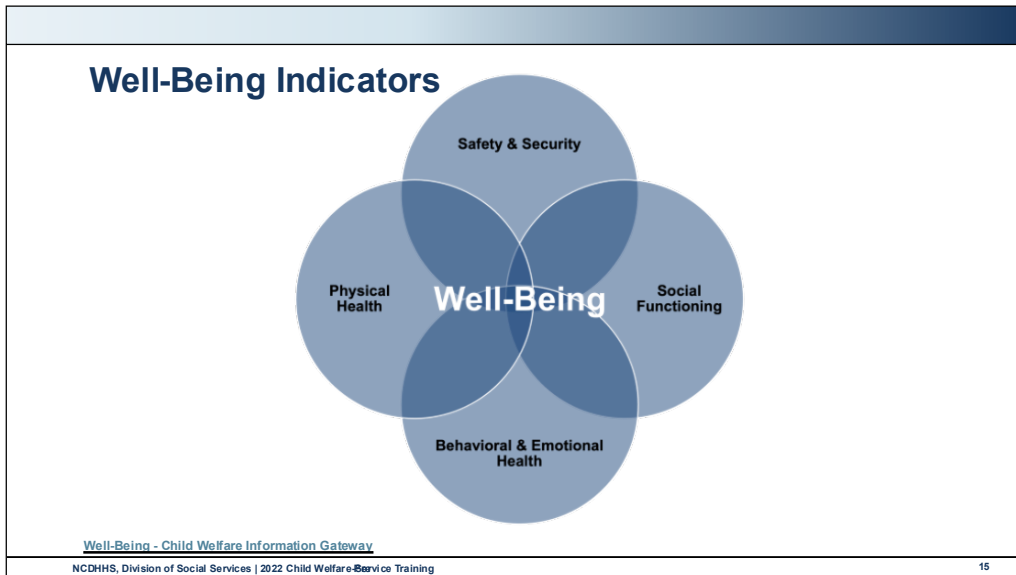 Well-Being Indicators
Safety & Security
Physical
Health
Well-Being
Social
Functioning
Behavioral & Emotional
Health
Well-Being - Child Welfare Information Gateway
NCDHHS, Division of Social Services | 2022 Child Welfare Service Training
15